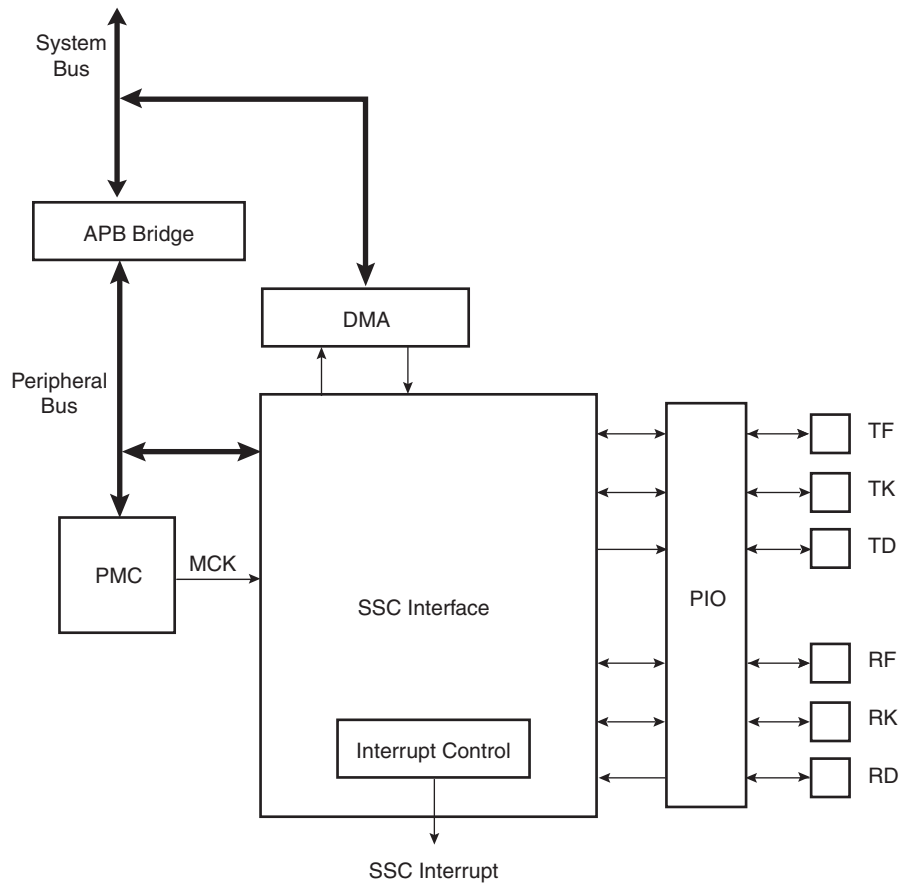 System
Bus
APB Bridge
DMA
Peripheral
Bus
TF
TK
TD
PMC
MCK
PIO
SSC Interface
RF
RK
Interrupt Control
RD
SSC Interrupt